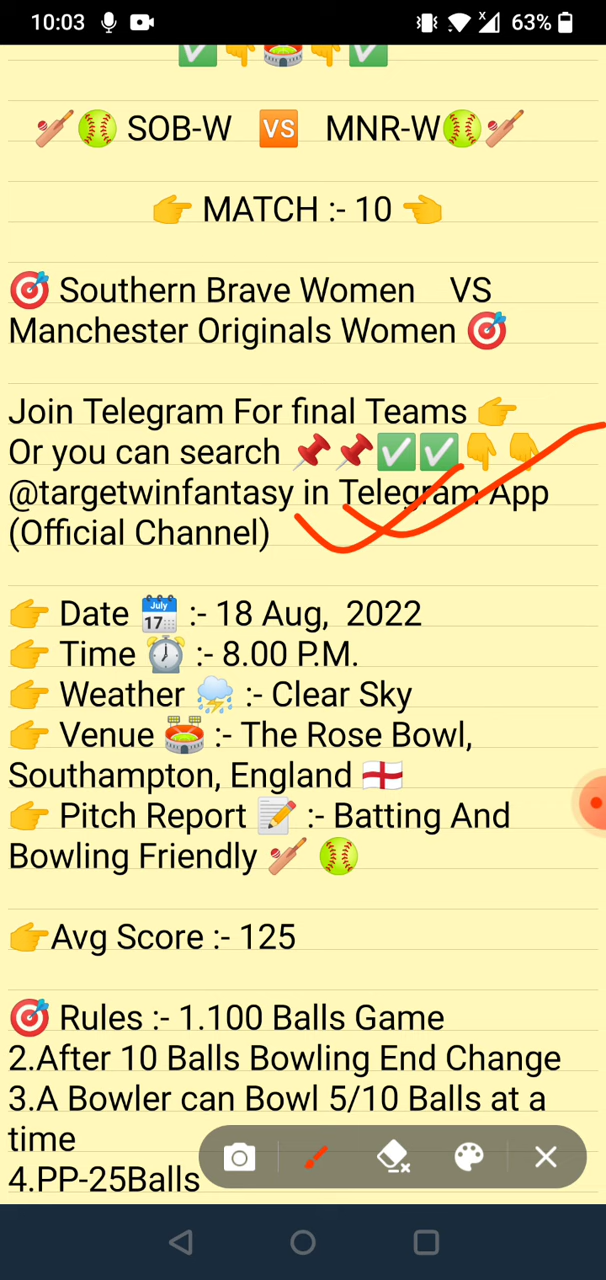 10:03 63%
SOB-W VS MNR-W
MATCH :- 10
Southern Brave Women VS
Manchester Originals Women
Join Telegram For final Teams
Or you can search
@targetwinfantasy in Telegram App
(Official Channel)
Date July 17 :- 18 Aug, 2022
Time :- 8.00 P.M.
Weather :- Clear Sky
Venue :- The Rose Bowl,
Southampton, England
Pitch Report :- Batting And
Bowling Friendly
Avg Score :- 125
Rules :- 1.100 Balls Game
2.After 10 Balls Bowling End Change
3.A Bowler can Bowl 5/10 Balls at a
time
4.PP-25Balls